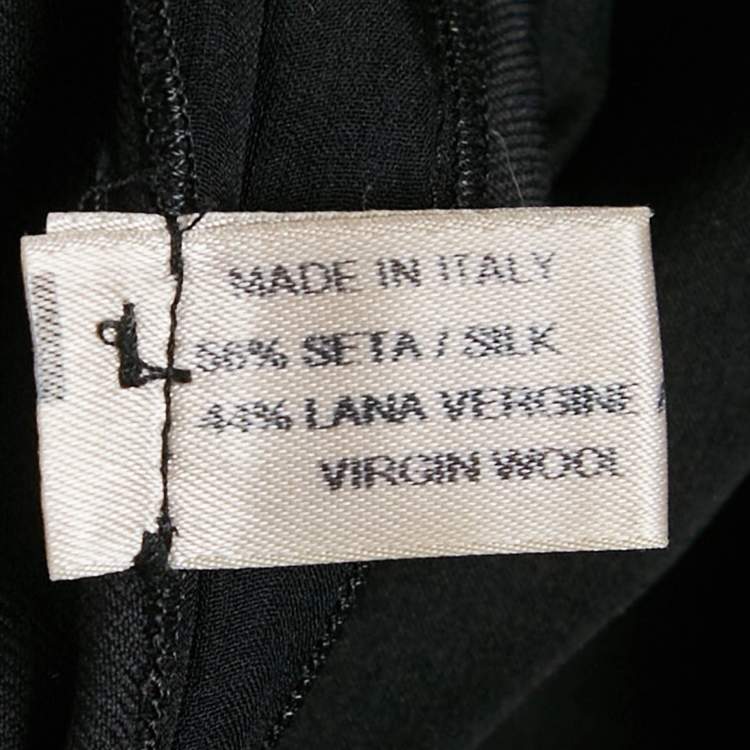 MADE IN ITALY
56% SETA / SILK
44% LANA VERGINE /
VIRGIN WOOL